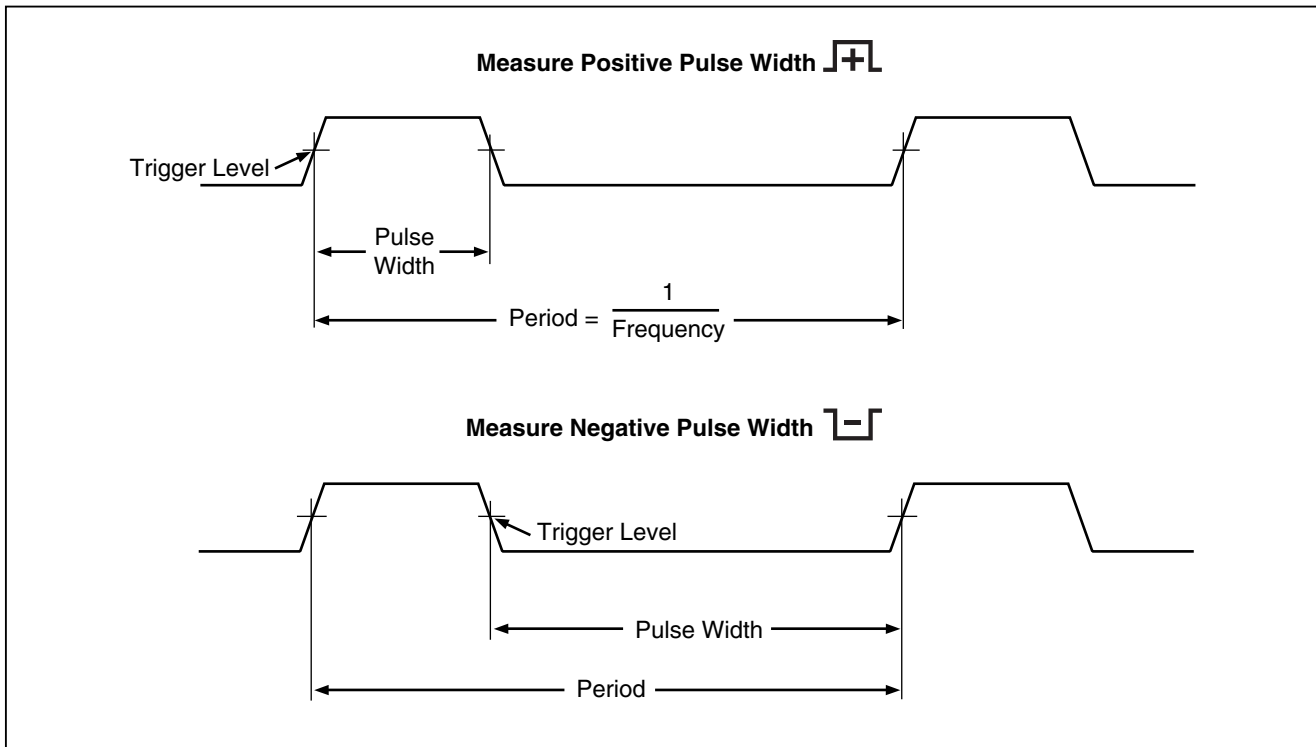 Measure Positive Pulse Width +
Trigger Level
Pulse
Width
Period = 1
Frequency
Measure Negative Pulse Width -
Trigger Level
Pulse Width
Period